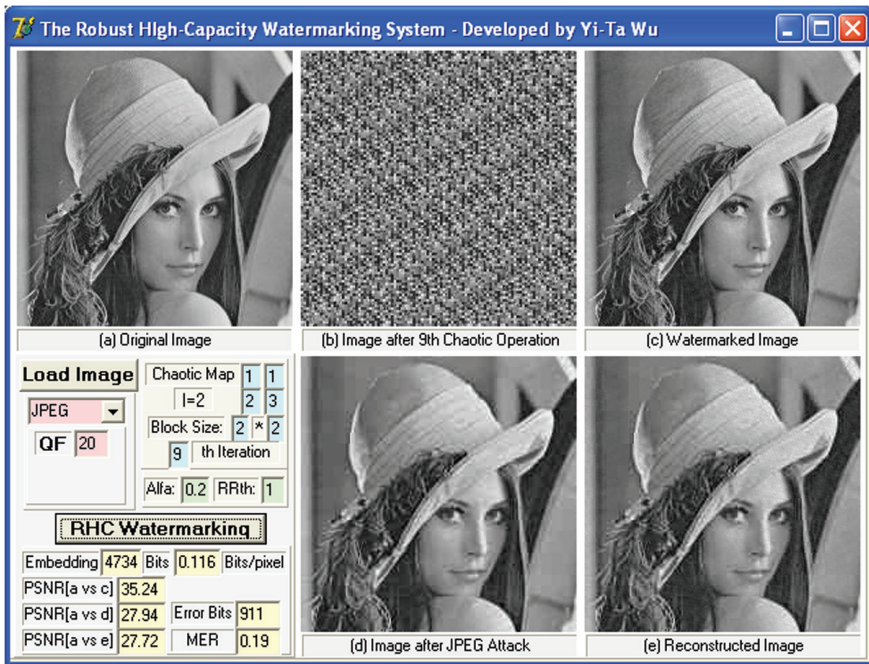 The Robust HIgh-Capacity Watermarking System - Developed by Yi-Ta Wu
(a) Original Image
(b) Image after 9th Chaotic Operation
(c) Watermarked Image
Load Image
JPEG
QF 20
Chaotic Map 1 1
l=2 2 3
Block Size: 2 * 2
9 th Iteration
Alfa: 0.2 RRth: 1
RHC Watermarking
Embedding 4734 Bits 0.116 Bits/pixel
PSNR[a vs c] 35.24
PSNR[a vs d] 27.94 Error Bits 911
PSNR[a vs e] 27.72 MER 0.19
(d) Image after JPEG Attack
(e) Reconstructed Image